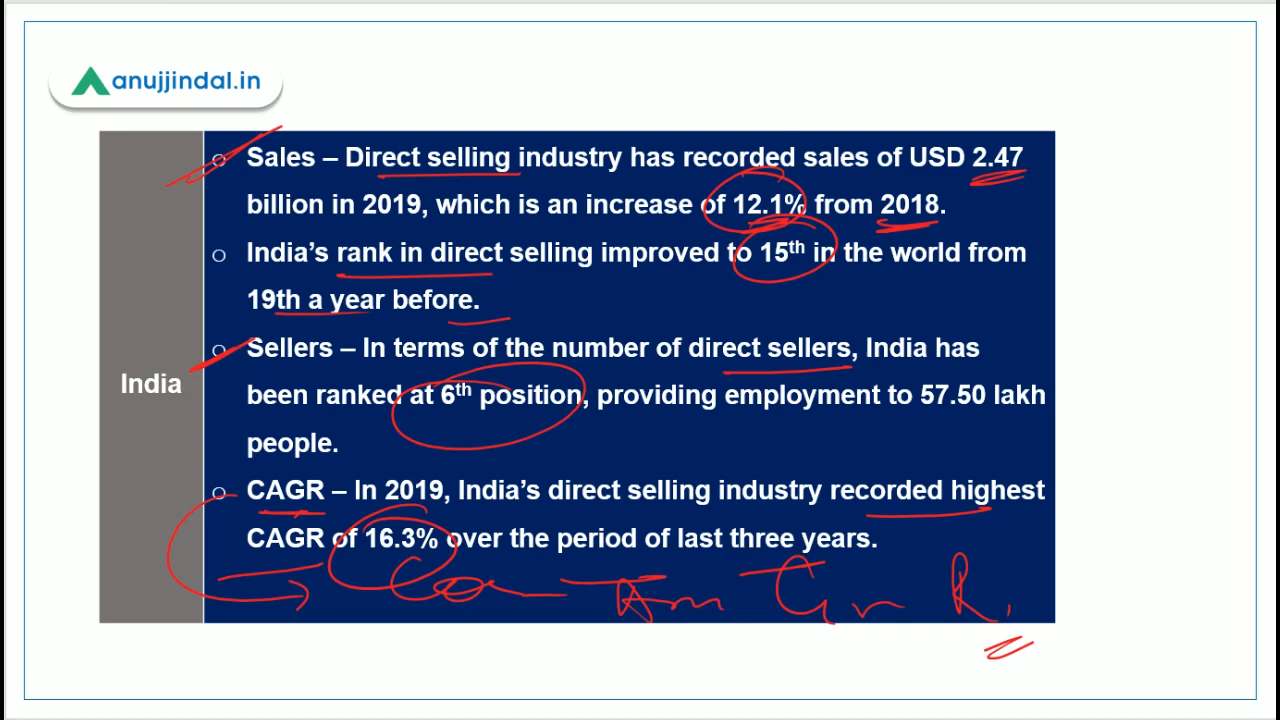 anujjindal.in
Sales – Direct selling industry has recorded sales of USD 2.47
billion in 2019, which is an increase of 12.1% from 2018.
India's rank in direct selling improved to 15th in the world from
19th a year before.
Sellers – In terms of the number of direct sellers, India has
been ranked at 6th position, providing employment to 57.50 lakh
people.
India
CAGR – In 2019, India's direct selling industry recorded highest
CAGR of 16.3% over the period of last three years.